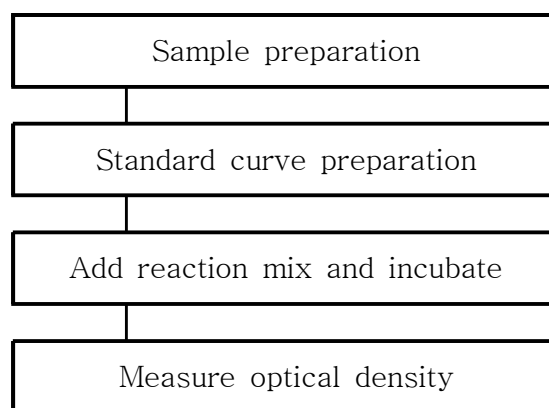 Sample preparation
Standard curve preparation
Add reaction mix and incubate
Measure optical density